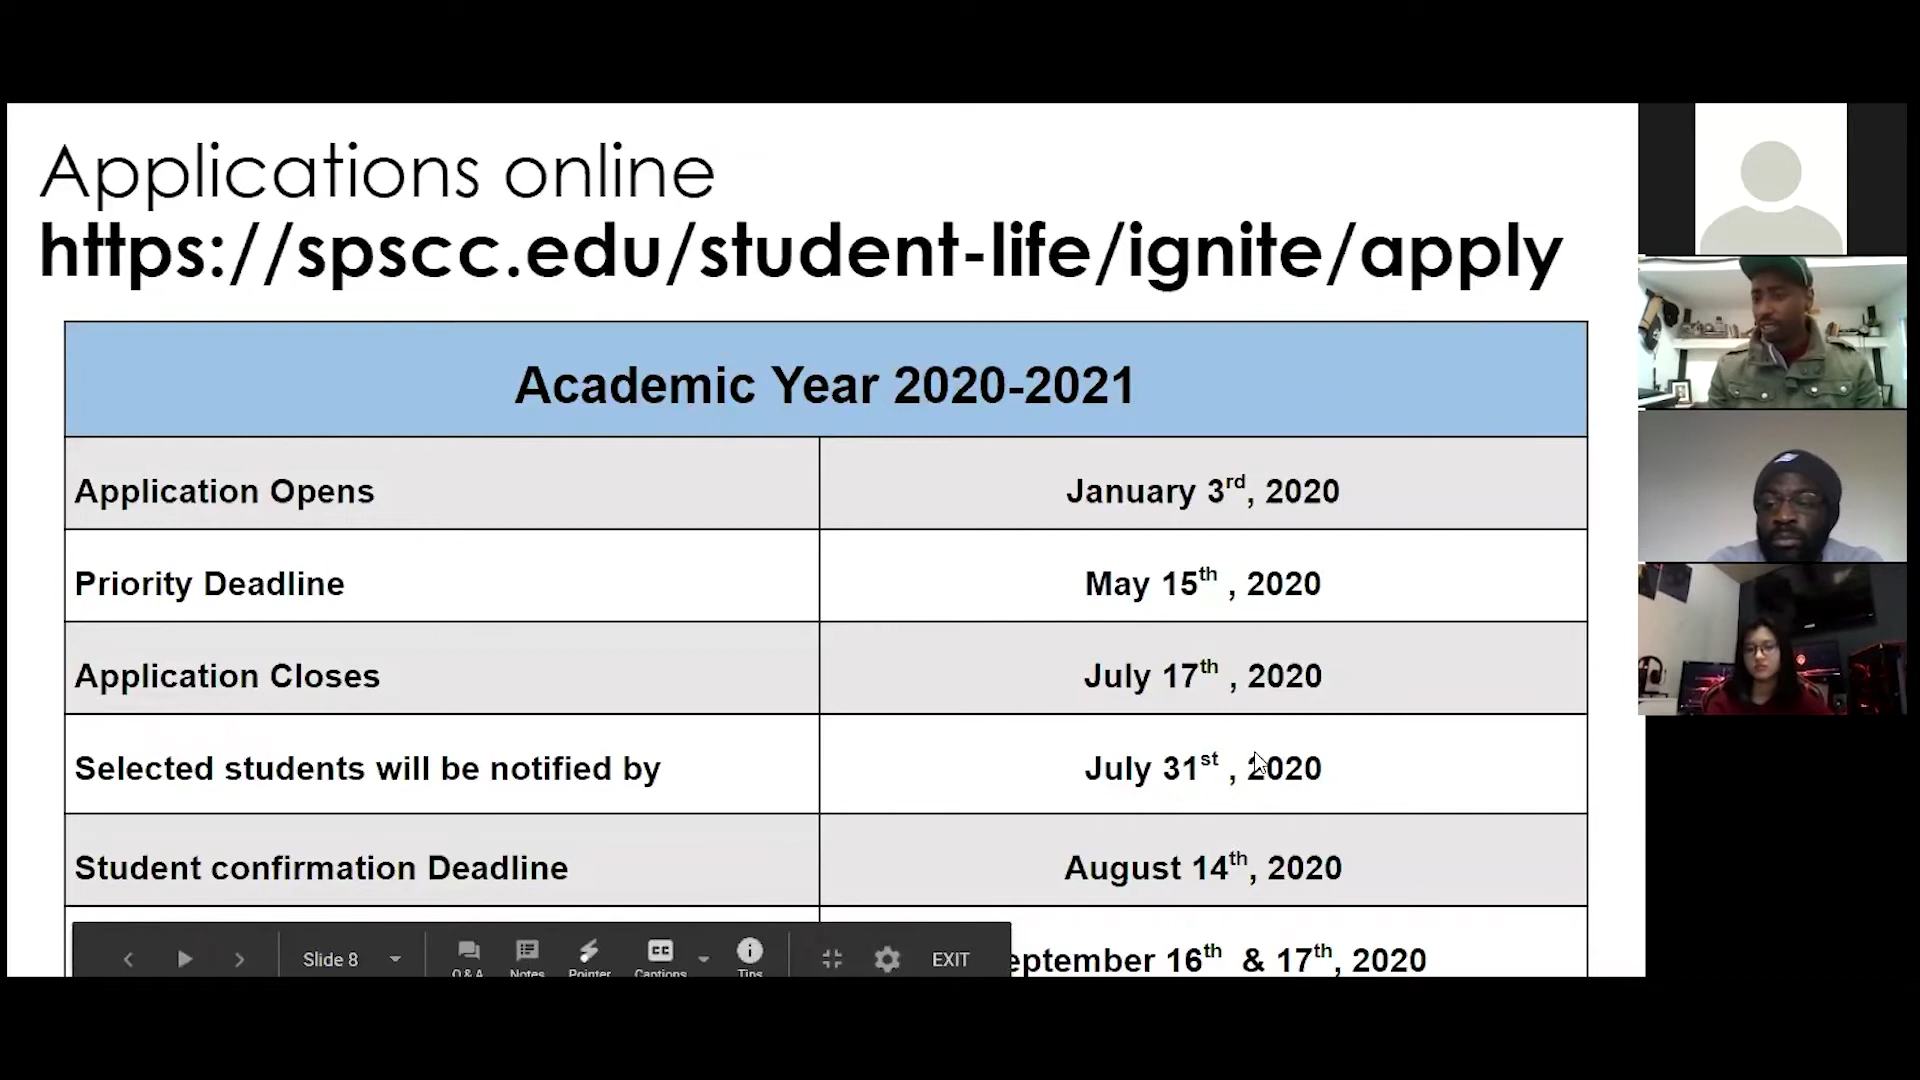 Applications online
https://spscc.edu/student-life/ignite/apply
Academic Year 2020-2021
Application Opens January 3rd, 2020
Priority Deadline May 15th , 2020
Application Closes July 17th , 2020
Selected students will be notified by July 31st , 2020
Student confirmation Deadline August 14th, 2020
eptember 16th & 17th, 2020
Slide 8 Q & A Notes Pointer CC Captions Tips EXIT